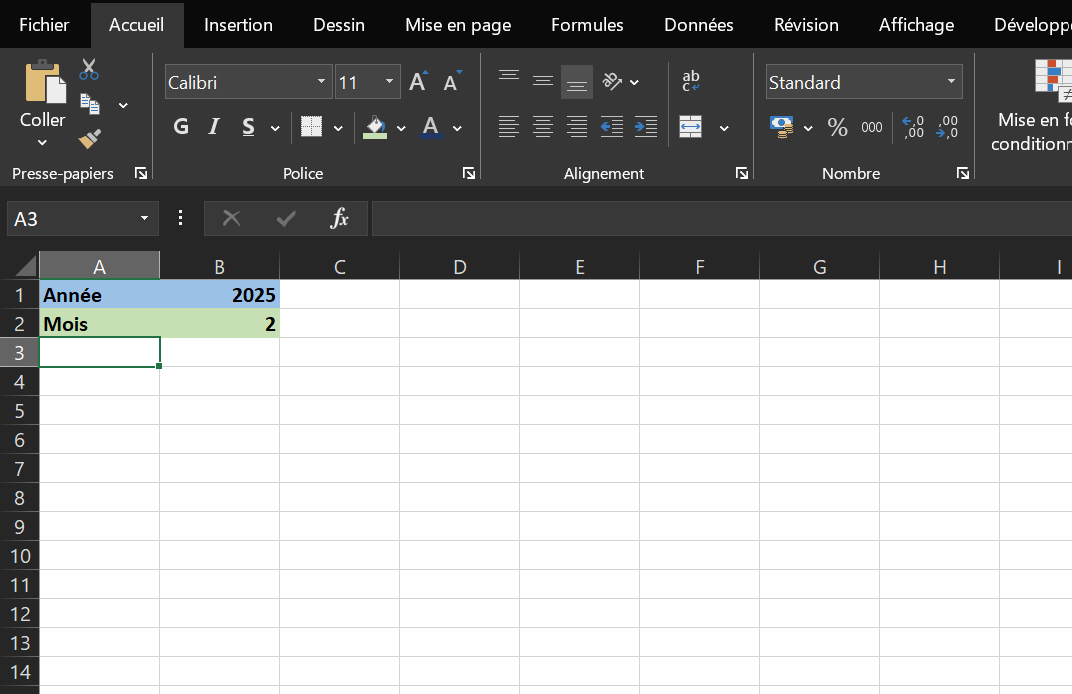 Fichier Accueil Insertion Dessin Mise en page Formules Données Révision Affichage Développe
Calibri 11 A A ab c Standard
Coller G I S A % 000 ,0 ,00 ,00 ,0 Mise en fo
conditionn
Presse-papiers Police Alignement Nombre
A3 fx
A B C D E F G H I
1 Année 2025
2 Mois 2
3
4
5
6
7
8
9
10
11
12
13
14